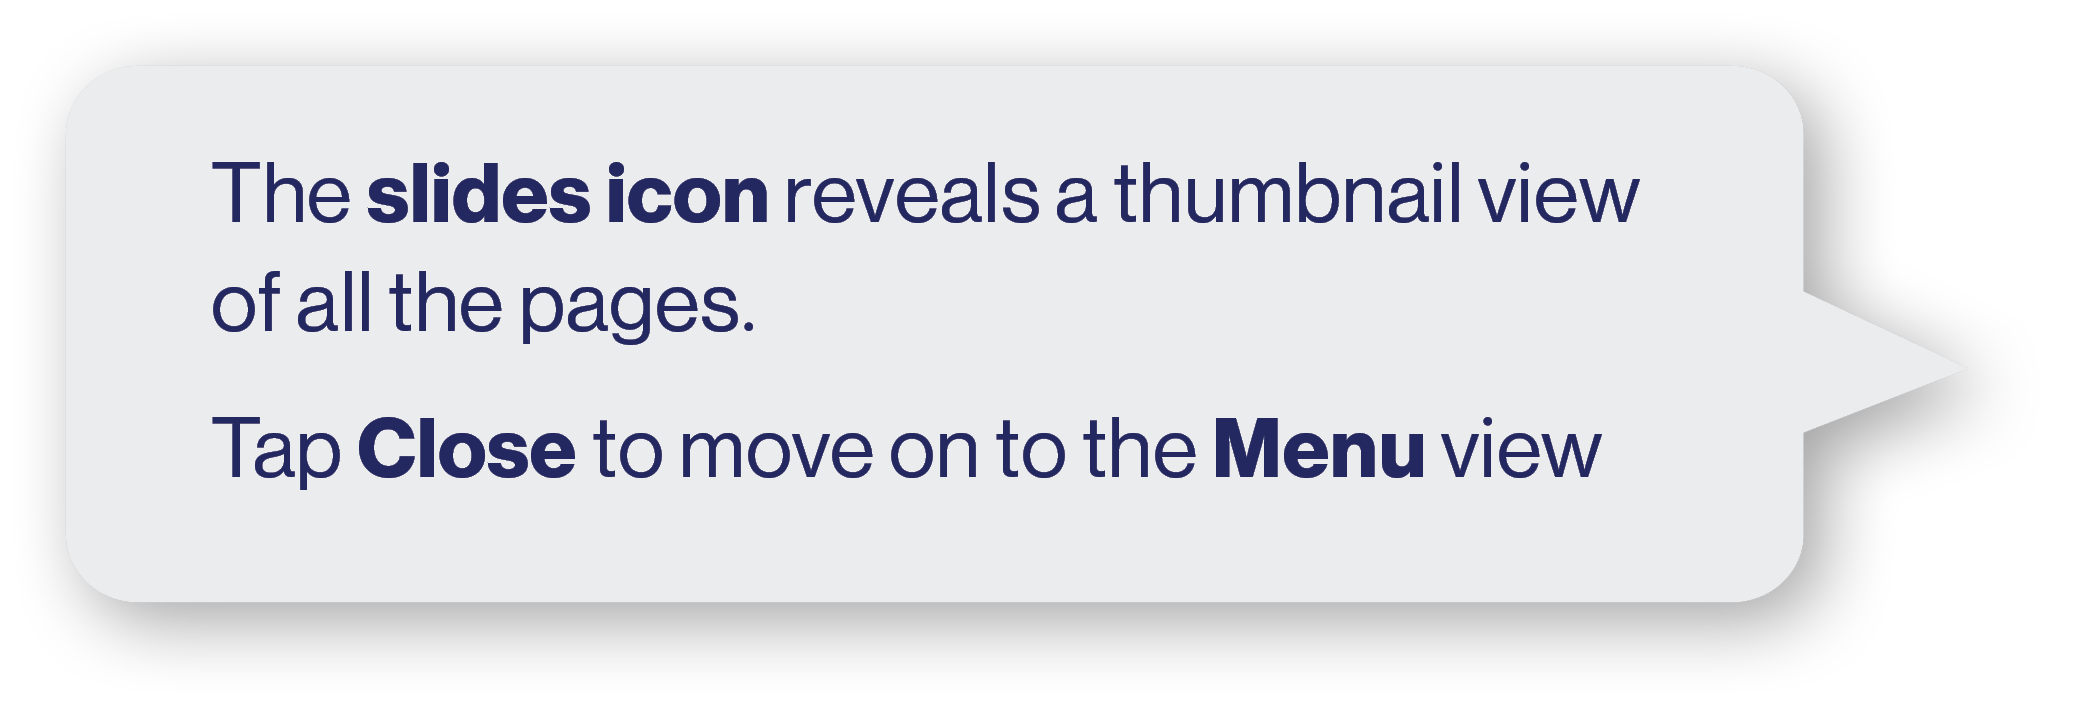 The slides icon reveals a thumbnail view
of all the pages.
Tap Close to move on to the Menu view